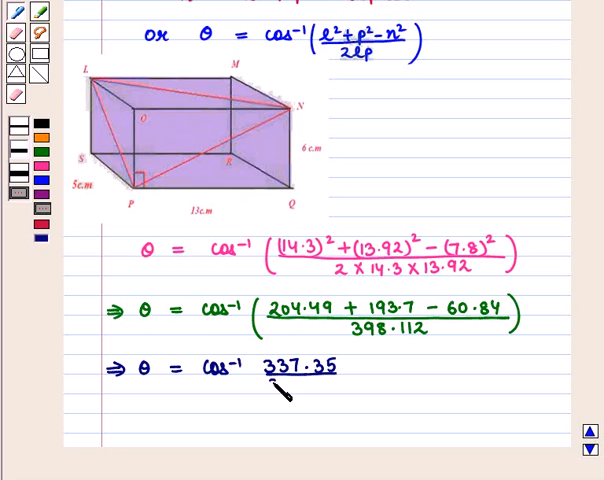 or θ = cos⁻¹(l²+p²-n²/2lp)
L
M
O
N
S
R
6 c.m
5c.m
P
13c.m
Q
θ = cos⁻¹((14.3)²+(13.92)²-(7.8)²/2×14.3×13.92)
⇒ θ = cos⁻¹(204.49 + 193.7 - 60.84/398.112)
⇒ θ = cos⁻¹ 337.35